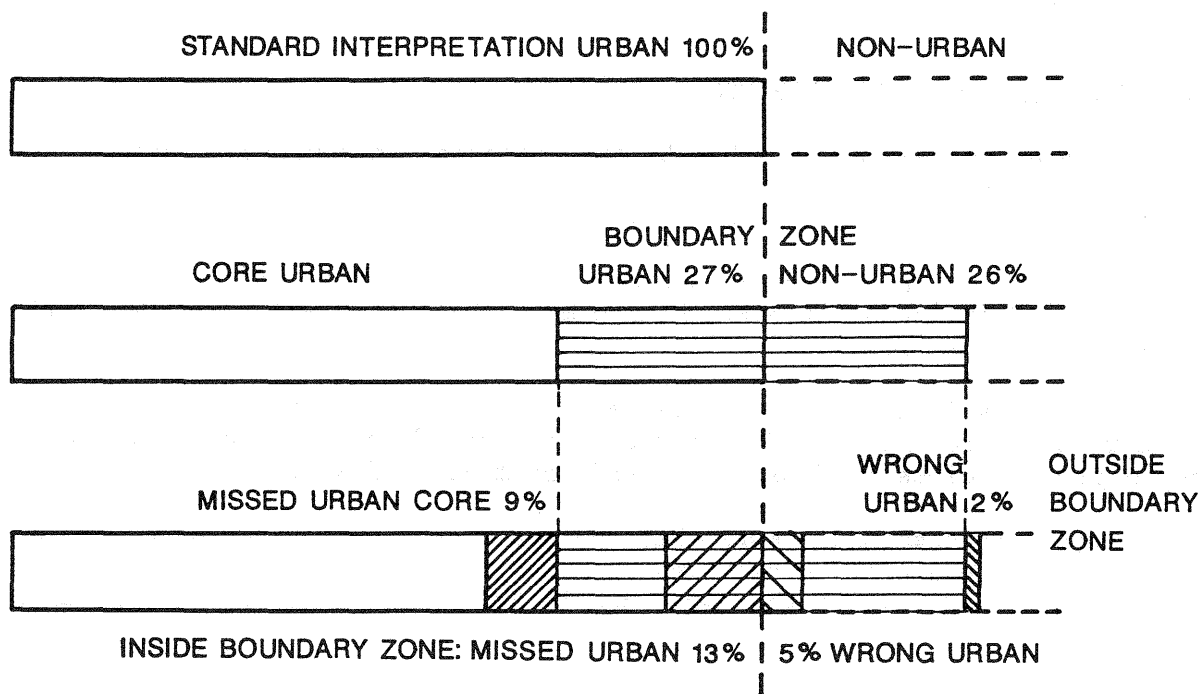 STANDARD INTERPRETATION URBAN 100% NON-URBAN
BOUNDARY ZONE
CORE URBAN URBAN 27% NON-URBAN 26%
WRONG OUTSIDE
MISSED URBAN CORE 9% URBAN 2% BOUNDARY
ZONE
INSIDE BOUNDARY ZONE: MISSED URBAN 13% 5% WRONG URBAN